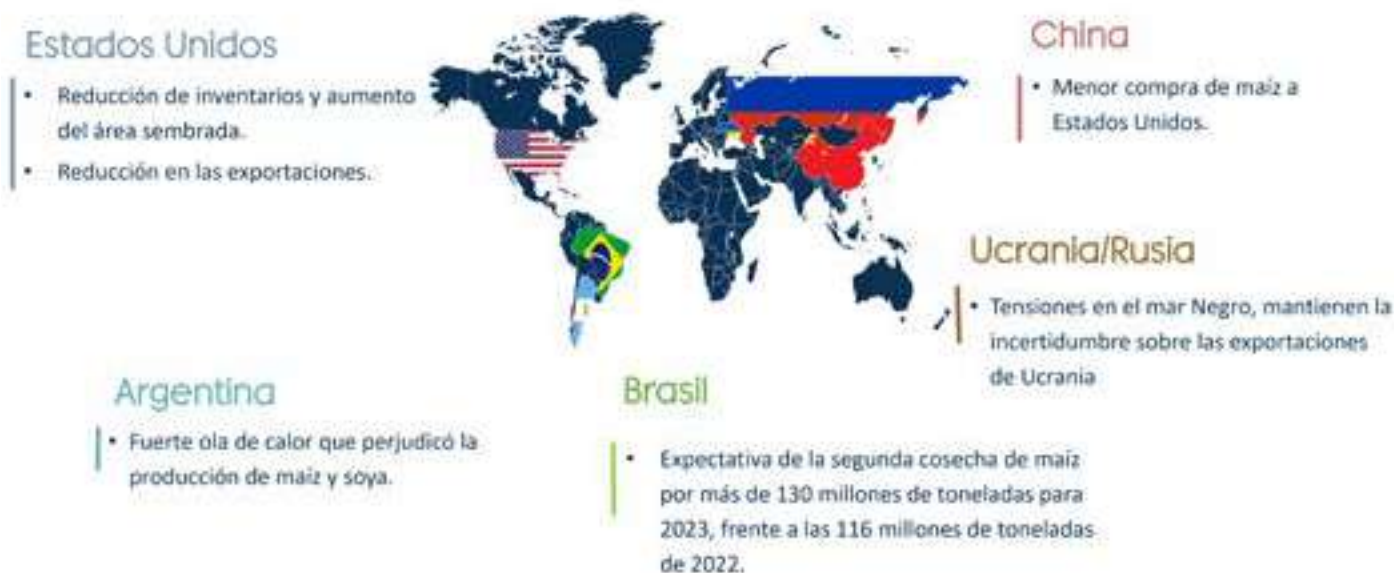 Estados Unidos
• Reducción de inventarios y aumento
del área sembrada.
• Reducción en las exportaciones.
China
• Menor compra de maíz a
Estados Unidos.
Ucrania/Rusia
• Tensiones en el mar Negro, mantienen la
incertidumbre sobre las exportaciones
de Ucrania
Argentina
• Fuerte ola de calor que perjudicó la
producción de maíz y soya.
Brasil
• Expectativa de la segunda cosecha de maíz
por más de 130 millones de toneladas para
2023, frente a las 116 millones de toneladas
de 2022.